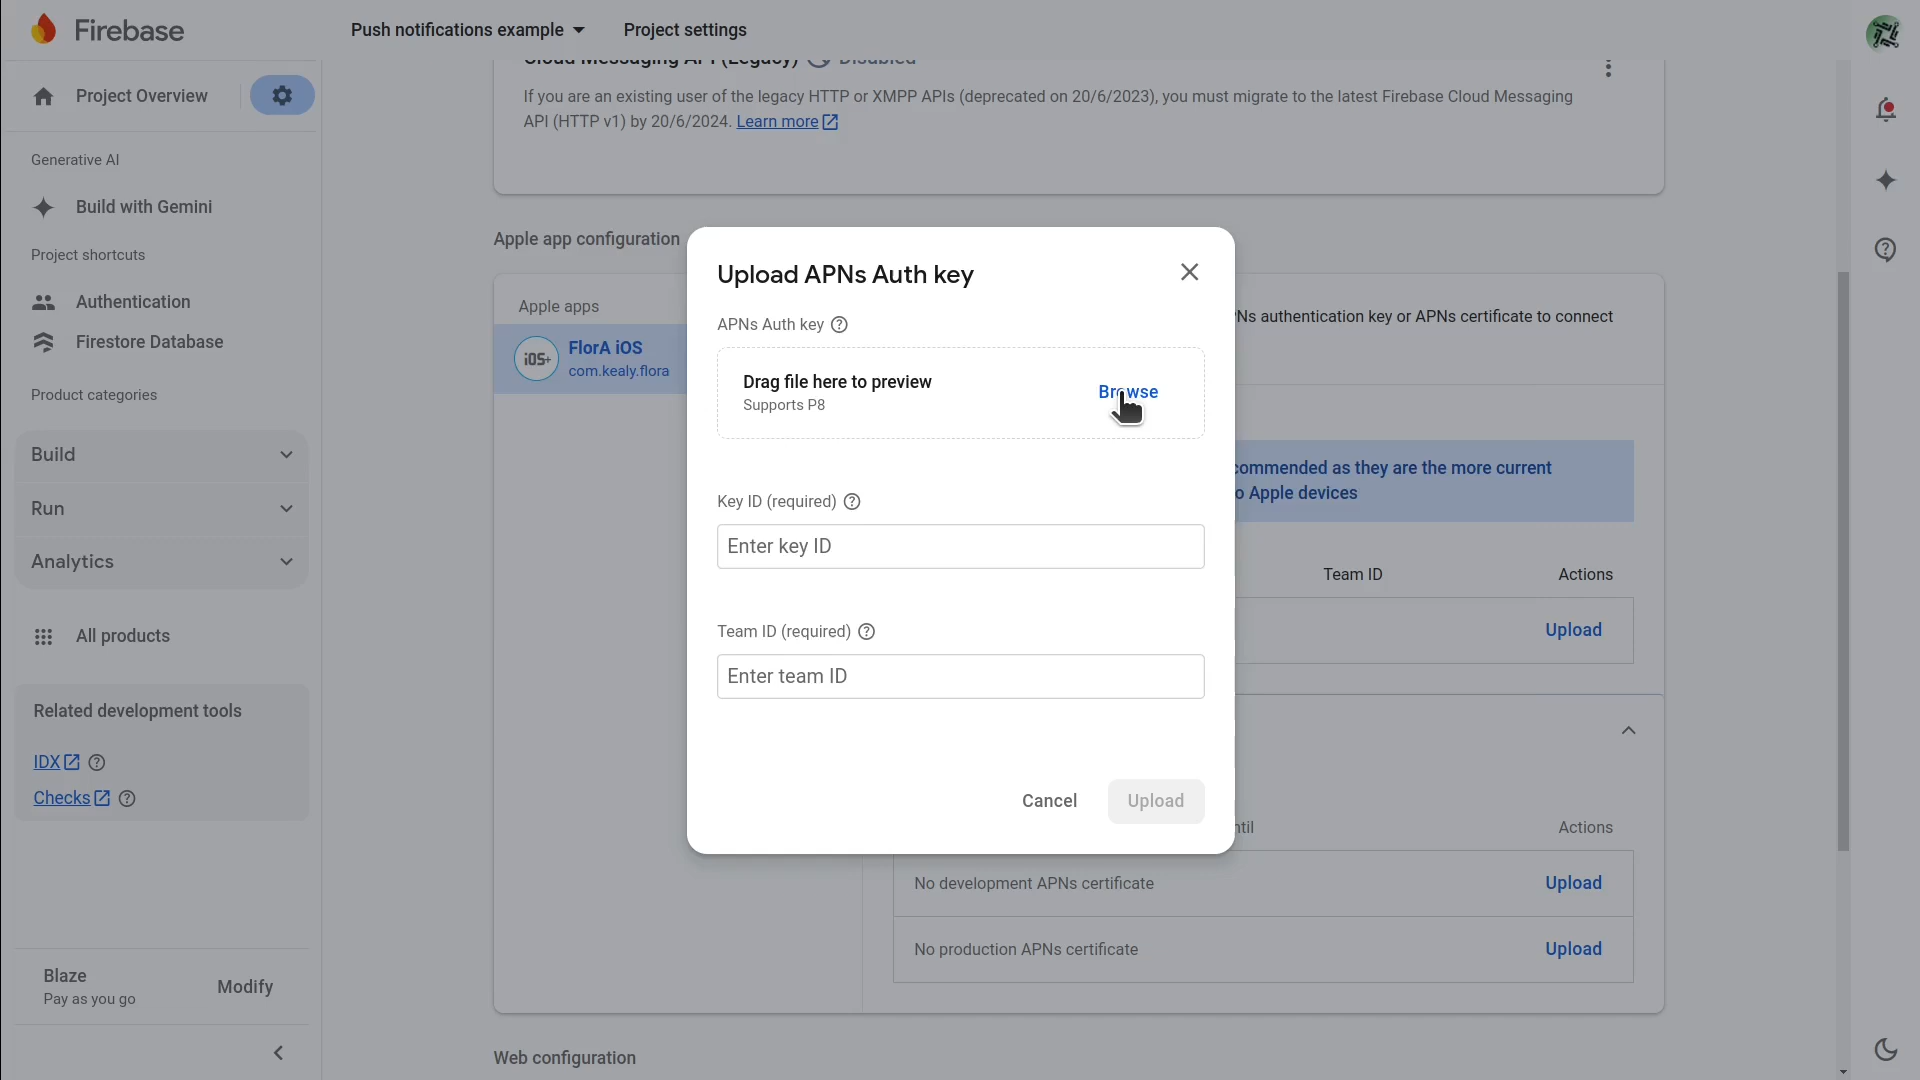 Firebase
Push notifications example
Project settings
Project Overview
Generative AI
Build with Gemini
Project shortcuts
Authentication
Firestore Database
Product categories
Build
Run
Analytics
All products
Related development tools
IDX
Checks
Blaze
Pay as you go
Modify
Cloud Messaging API (Legacy) Disabled
If you are an existing user of the legacy HTTP or XMPP APIs (deprecated on 20/6/2023), you must migrate to the latest Firebase Cloud Messaging
API (HTTP v1) by 20/6/2024. Learn more
Apple app configuration
Apple apps
iOS+
FlorA iOS
com.kealy.flora
Upload APNs Auth key
APNs Auth key
Drag file here to preview
Supports P8
Browse
Key ID (required)
Enter key ID
Team ID (required)
Enter team ID
Cancel
Upload
authentication key or APNs certificate to connect
as they are the more current
Apple devices
Team ID
Actions
Upload
Actions
No development APNs certificate
Upload
No production APNs certificate
Upload
Web configuration